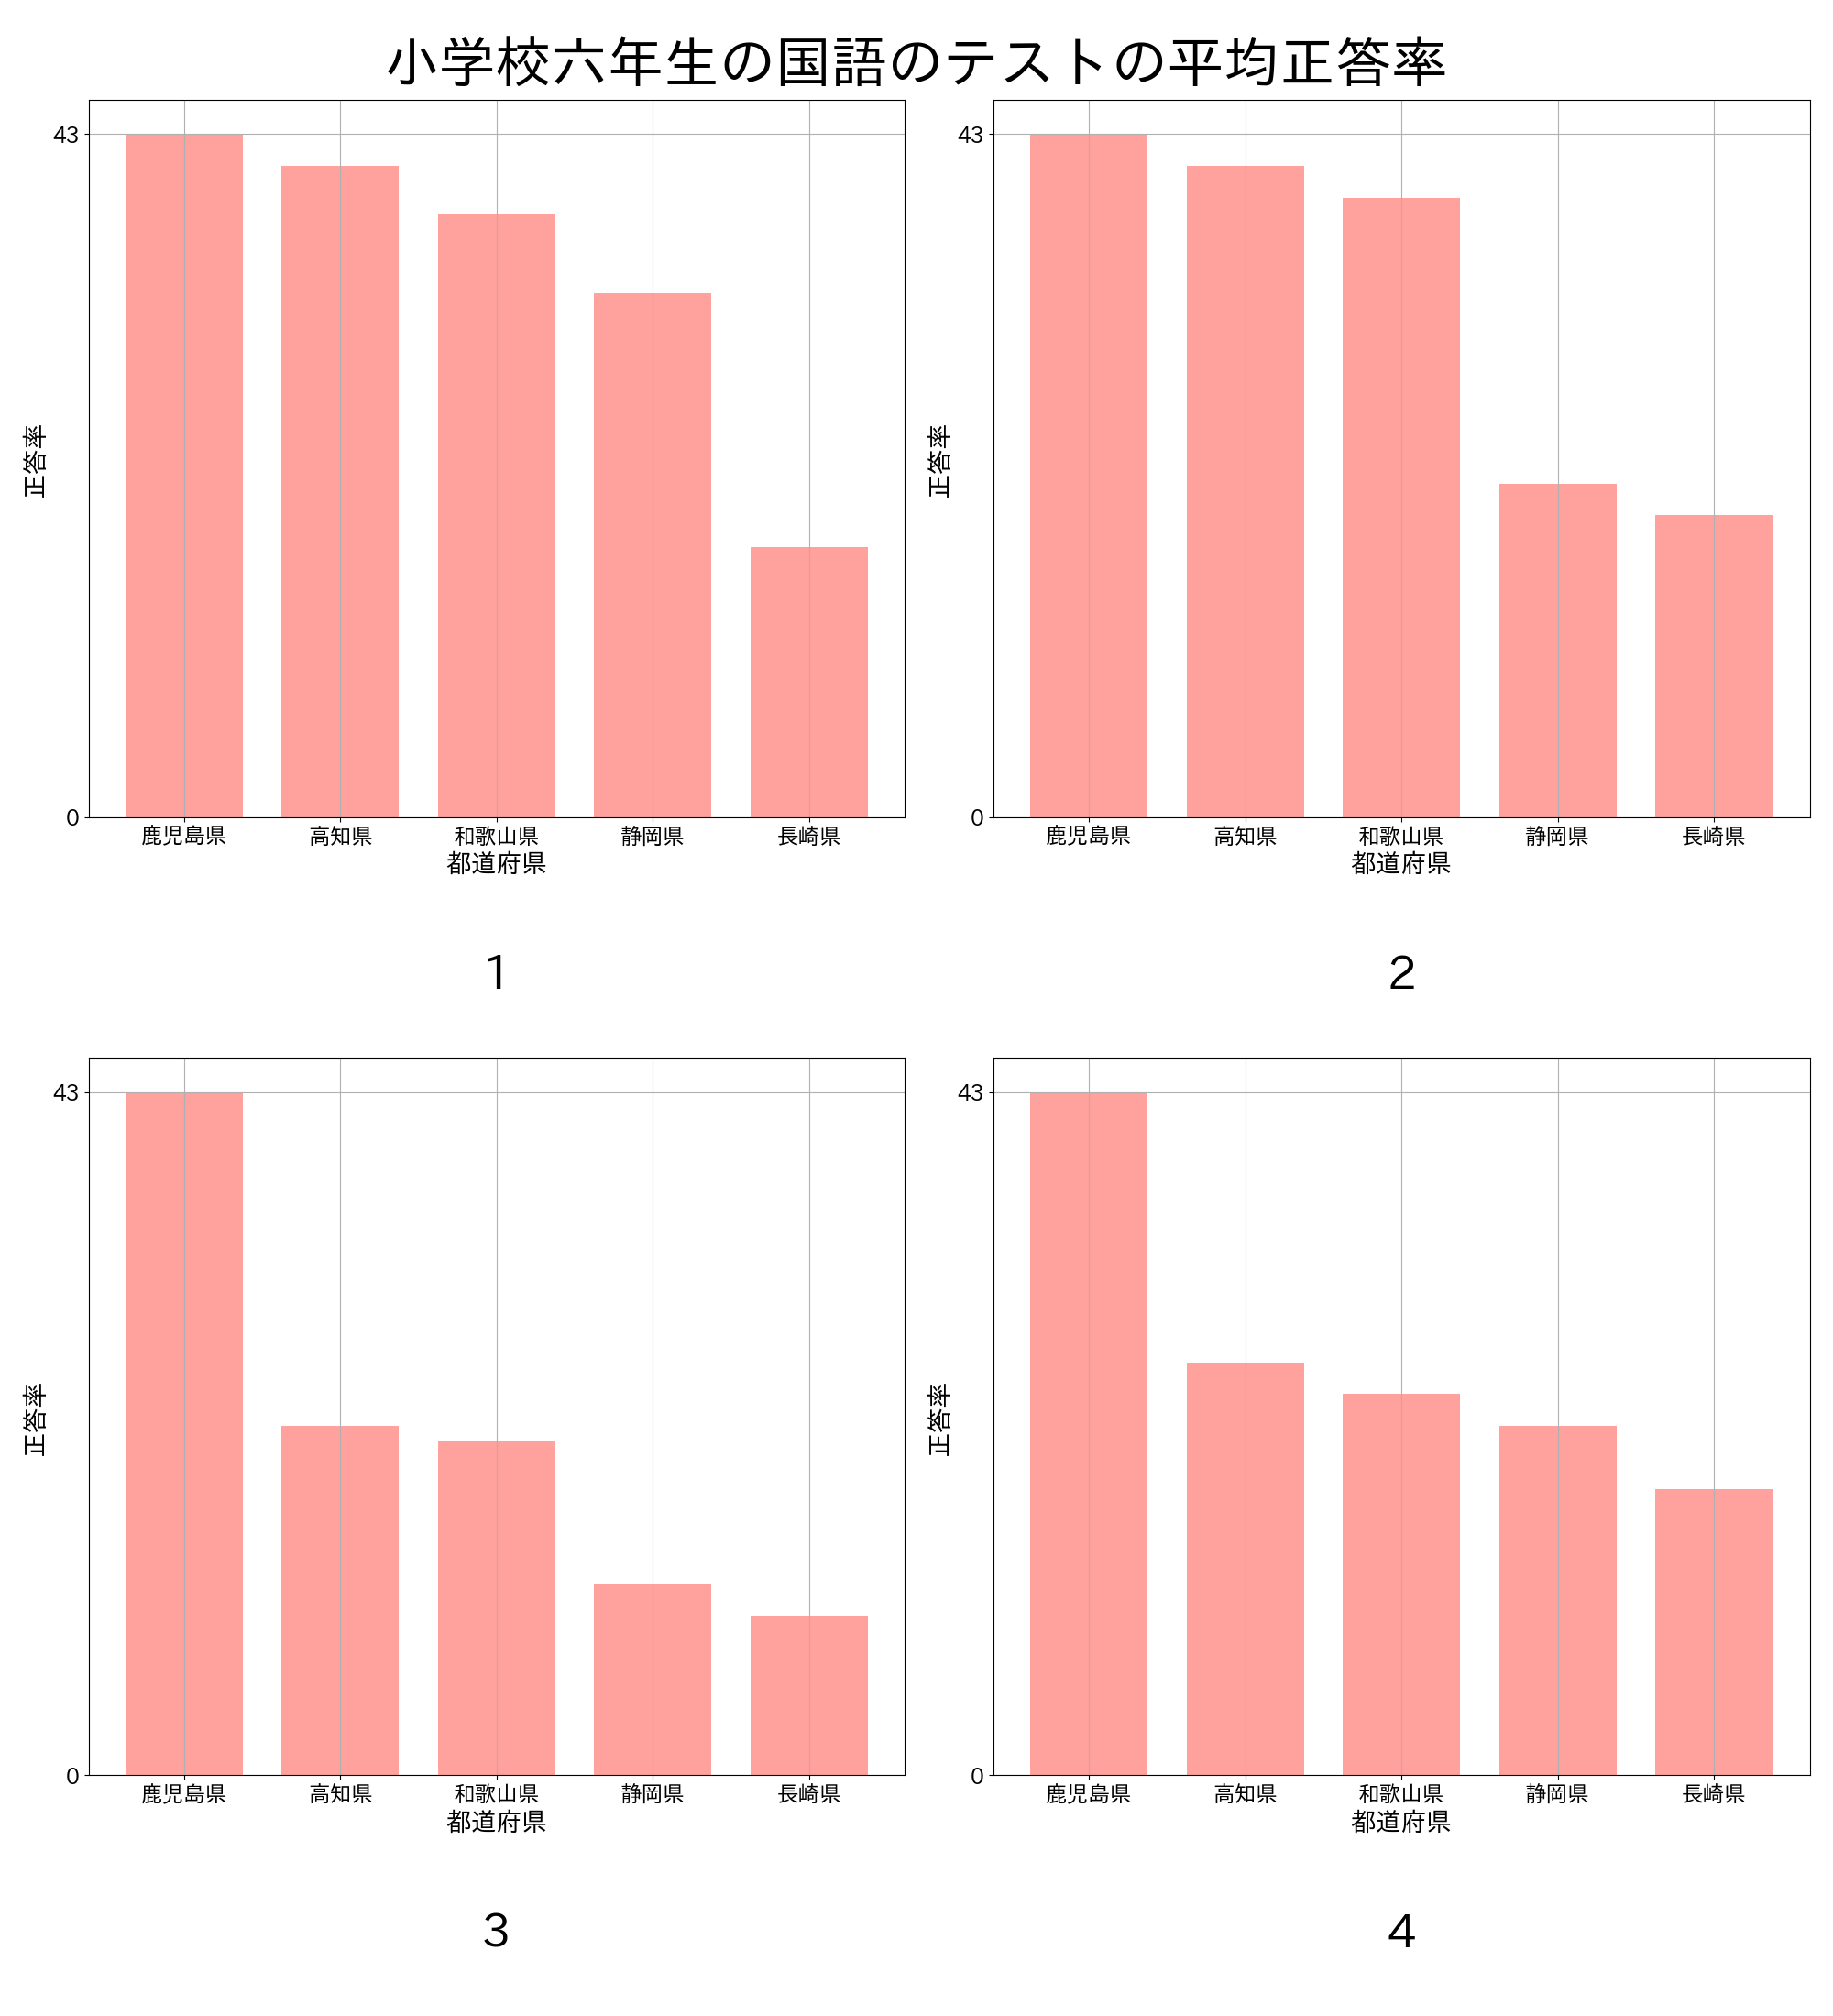 小学校六年生の国語のテストの平均正答率
43
0
正答率
鹿児島県 高知県 和歌山県 静岡県 長崎県
都道府県
1
43
0
正答率
鹿児島県 高知県 和歌山県 静岡県 長崎県
都道府県
2
43
0
正答率
鹿児島県 高知県 和歌山県 静岡県 長崎県
都道府県
3
43
0
正答率
鹿児島県 高知県 和歌山県 静岡県 長崎県
都道府県
4